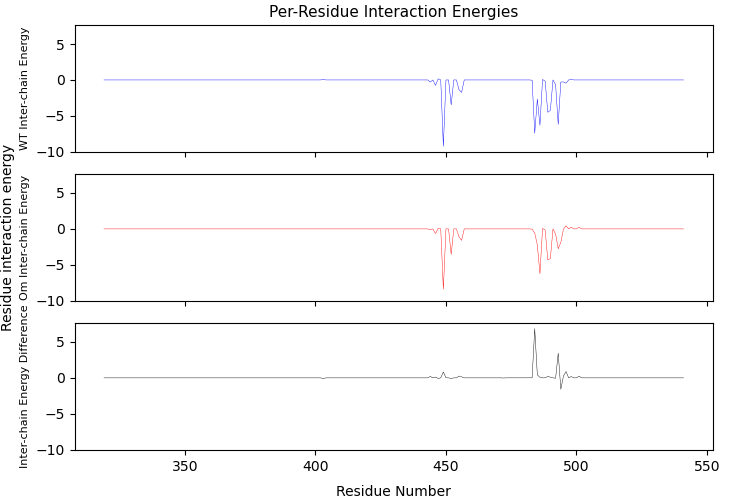 Per-Residue Interaction Energies
Residue interaction energy
WT Inter-chain Energy
5
0
−5
−10
Om Inter-chain Energy
5
0
−5
−10
Inter-chain Energy Difference
5
0
−5
−10
350
400
450
500
550
Residue Number